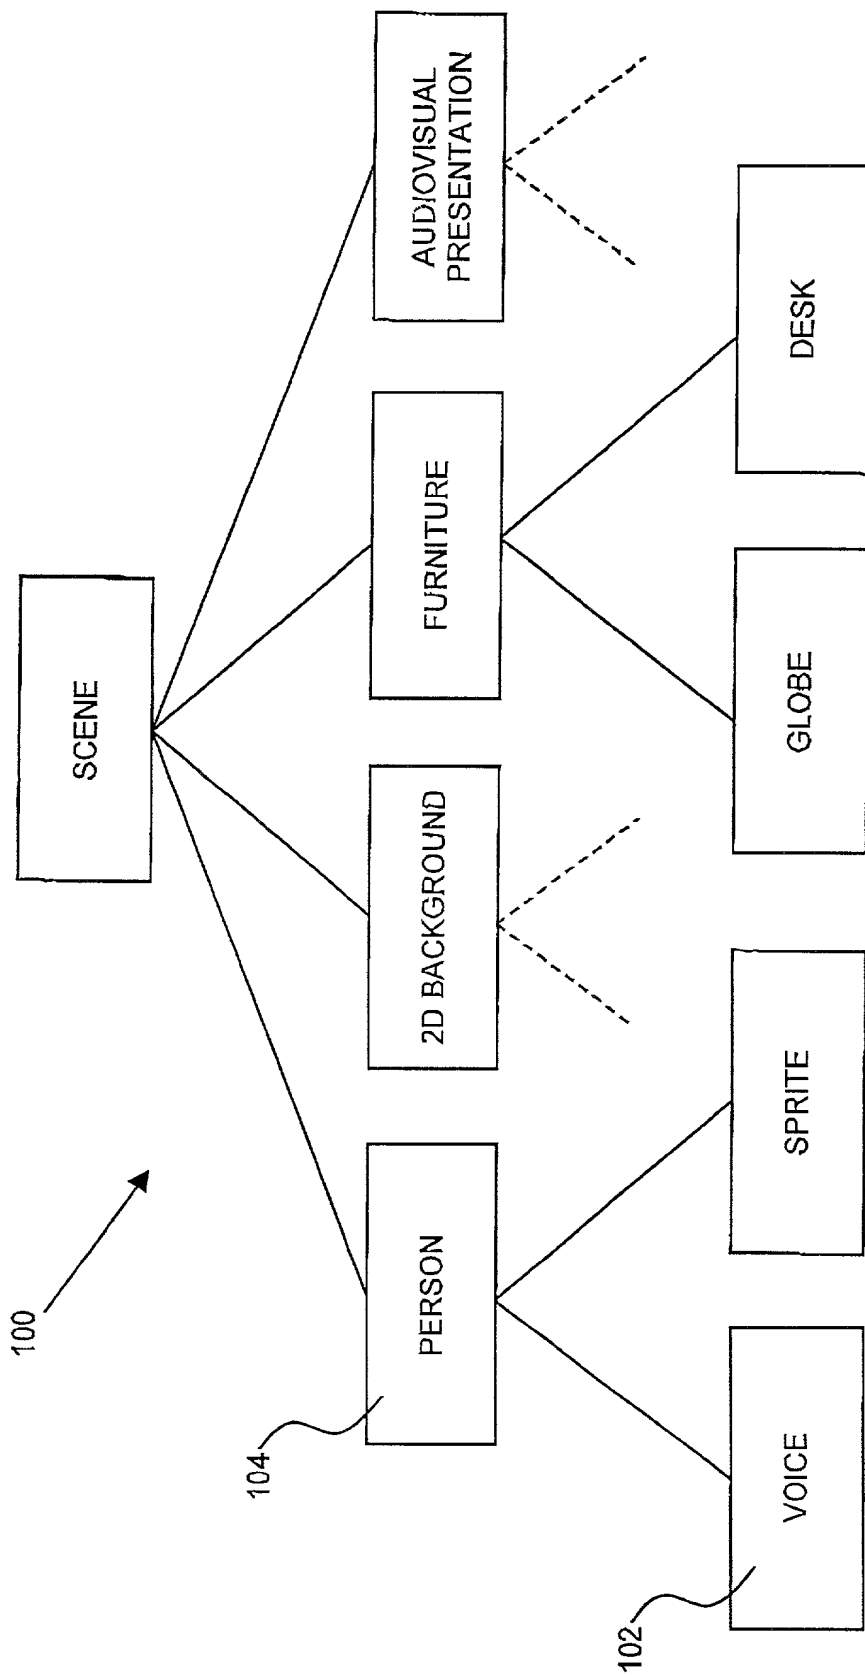 100
SCENE
104
PERSON
2D BACKGROUND
FURNITURE
AUDIOVISUAL
PRESENTATION
102
VOICE
SPRITE
GLOBE
DESK